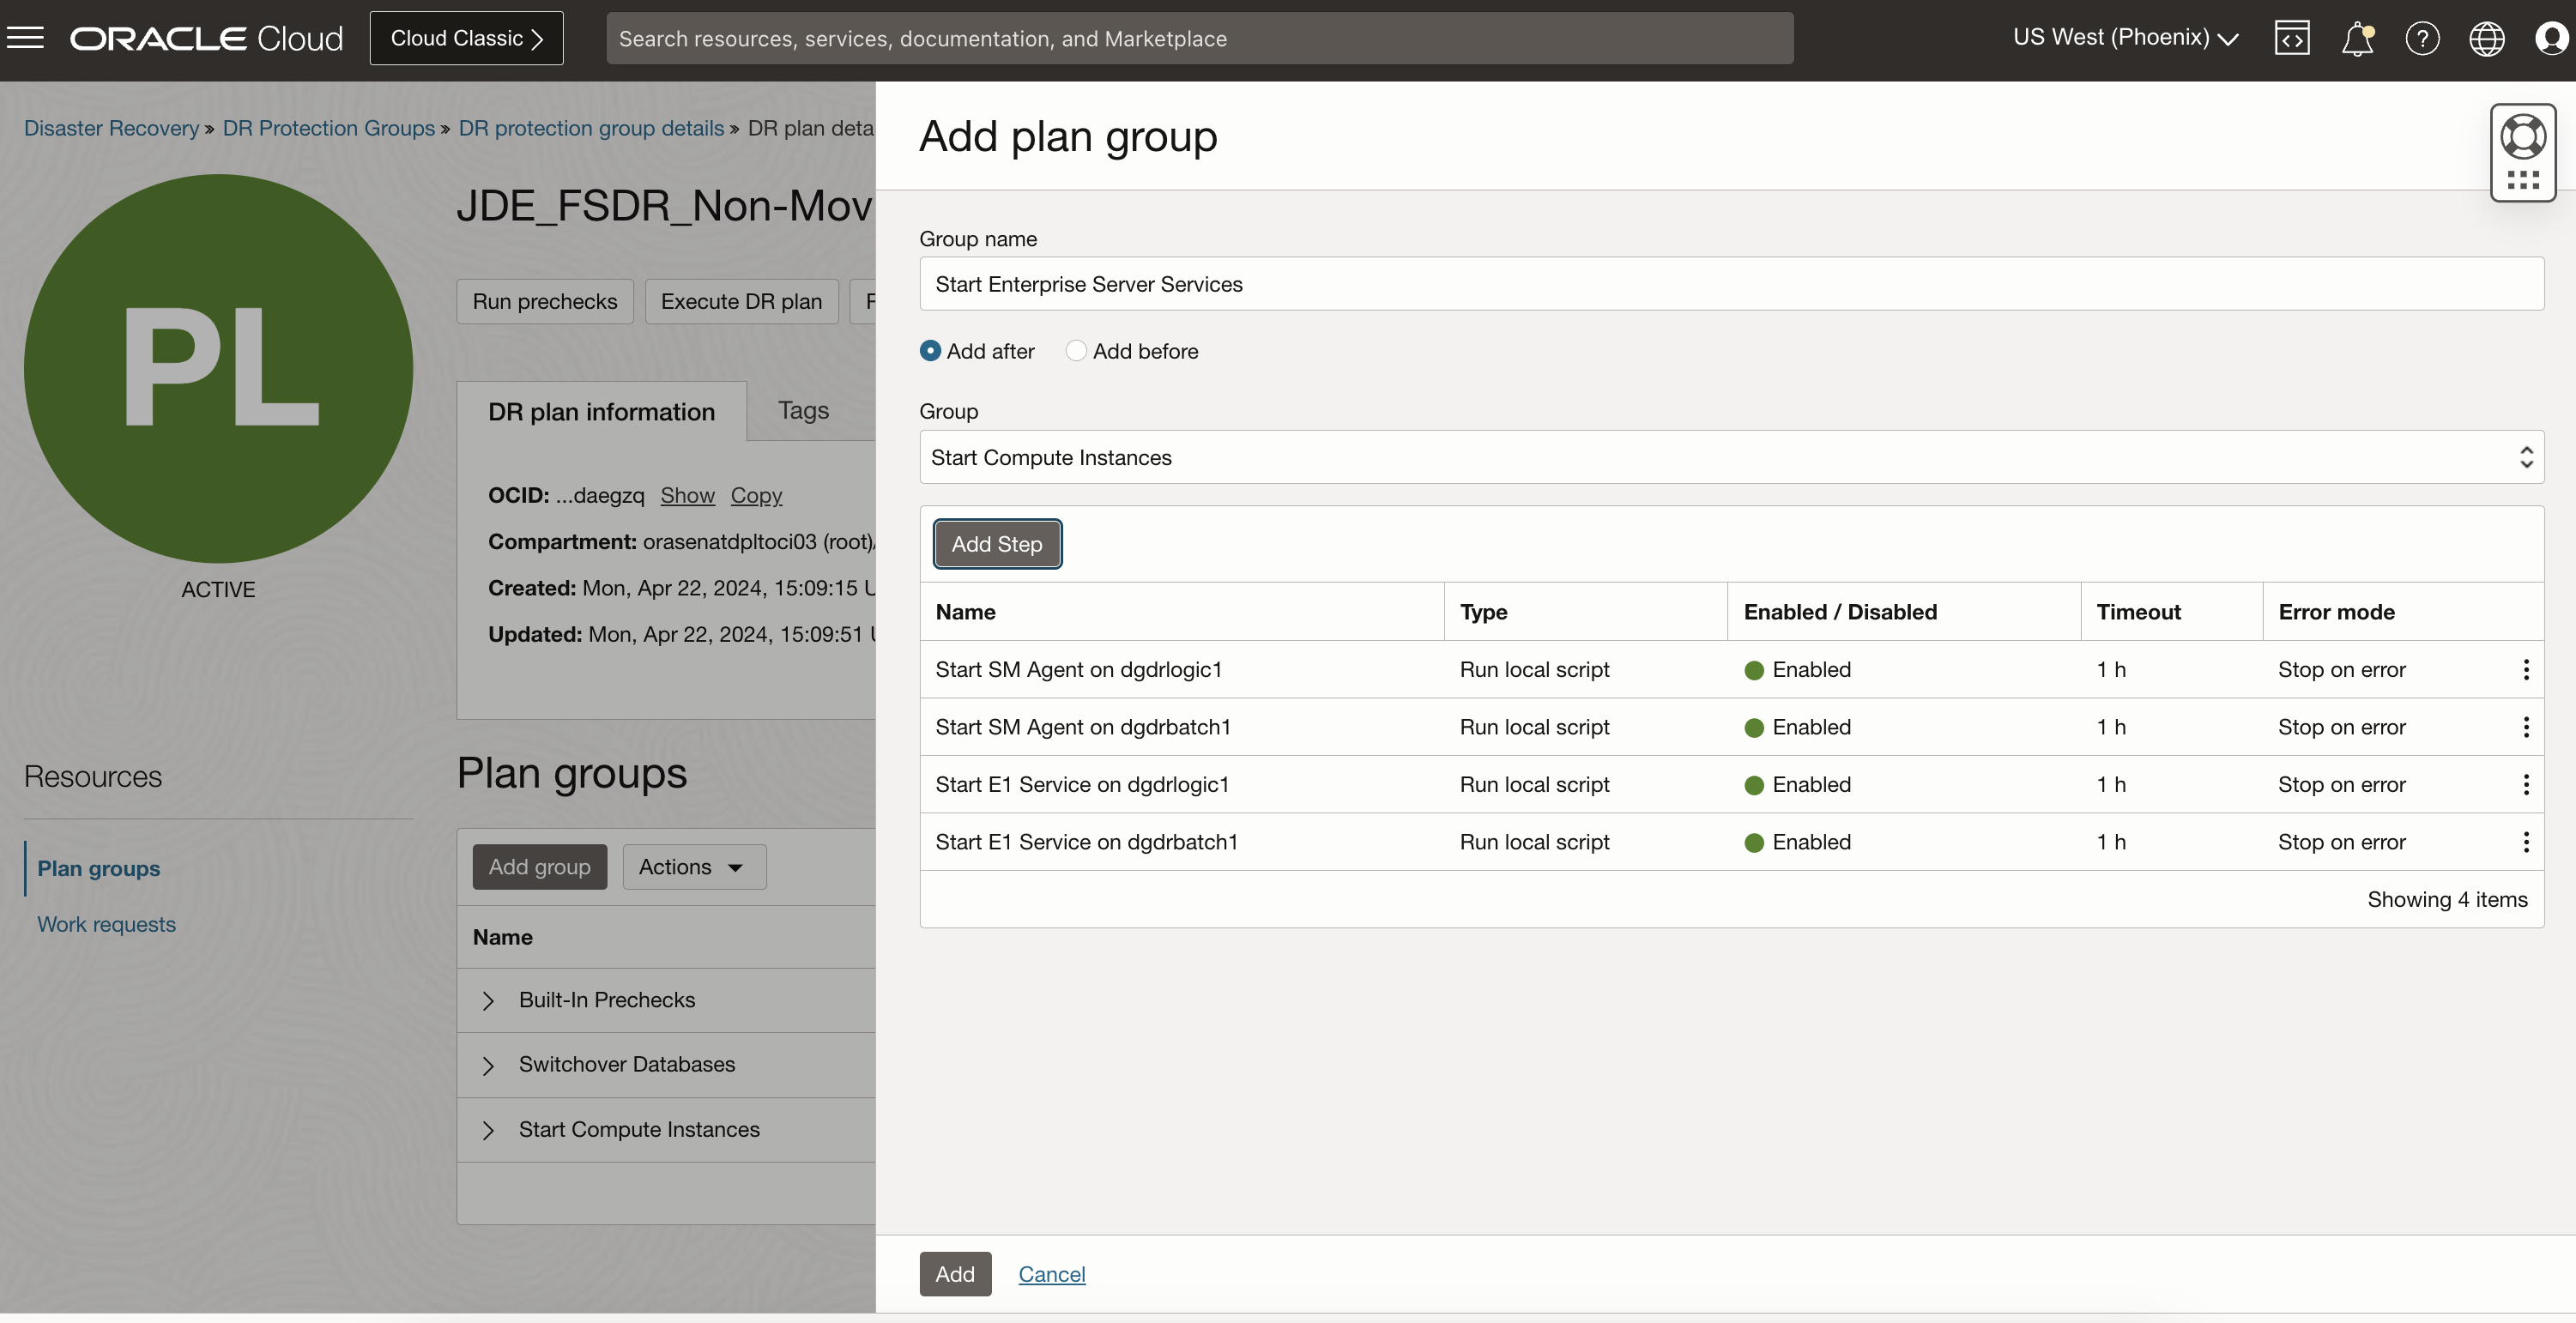 ORACLE Cloud
Cloud Classic
Search resources, services, documentation, and Marketplace
US West (Phoenix)
Disaster Recovery » DR Protection Groups » DR protection group details » DR plan deta
PL
ACTIVE
JDE_FSDR_Non-Mov
Run prechecks
Execute DR plan
DR plan information
Tags
OCID: ...daegzq Show Copy
Compartment: orasenatdpltoci03 (root)/
Created: Mon, Apr 22, 2024, 15:09:15 U
Updated: Mon, Apr 22, 2024, 15:09:51 U
Resources
Plan groups
Work requests
Plan groups
Add group
Actions
Name
Built-In Prechecks
Switchover Databases
Start Compute Instances
Add plan group
Group name
Start Enterprise Server Services
Add after
Add before
Group
Start Compute Instances
Add Step
Name Type Enabled / Disabled Timeout Error mode
Start SM Agent on dgdrlogic1 Run local script Enabled 1 h Stop on error
Start SM Agent on dgdrbatch1 Run local script Enabled 1 h Stop on error
Start E1 Service on dgdrlogic1 Run local script Enabled 1 h Stop on error
Start E1 Service on dgdrbatch1 Run local script Enabled 1 h Stop on error
Showing 4 items
Add
Cancel